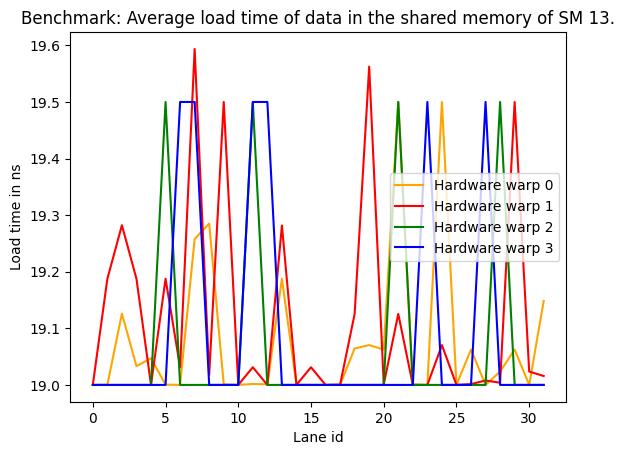 Benchmark: Average load time of data in the shared memory of SM 13.
19.6
19.5
19.4
19.3
19.2
19.1
19.0
Load time in ns
Hardware warp 0
Hardware warp 1
Hardware warp 2
Hardware warp 3
0 5 10 15 20 25 30
Lane id